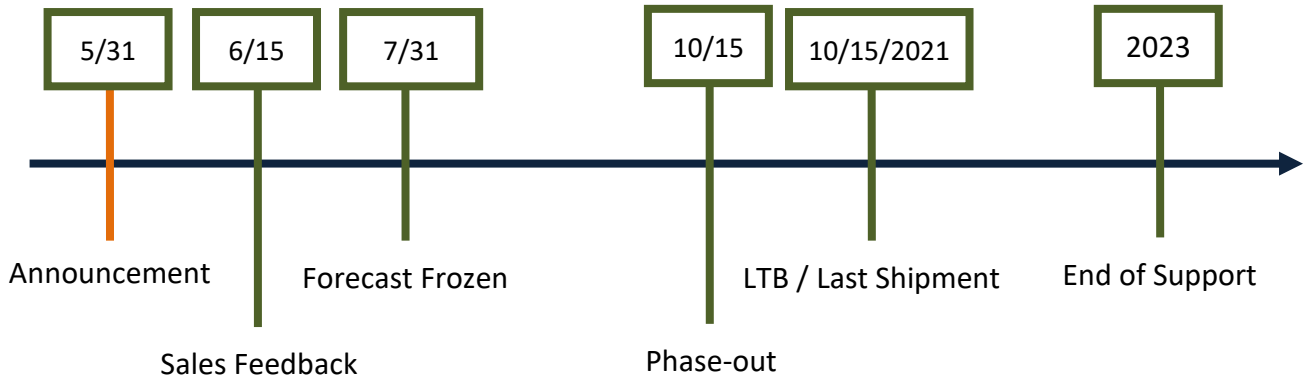 5/31
6/15
7/31
10/15
10/15/2021
2023
Announcement
Forecast Frozen
LTB / Last Shipment
End of Support
Sales Feedback
Phase-out